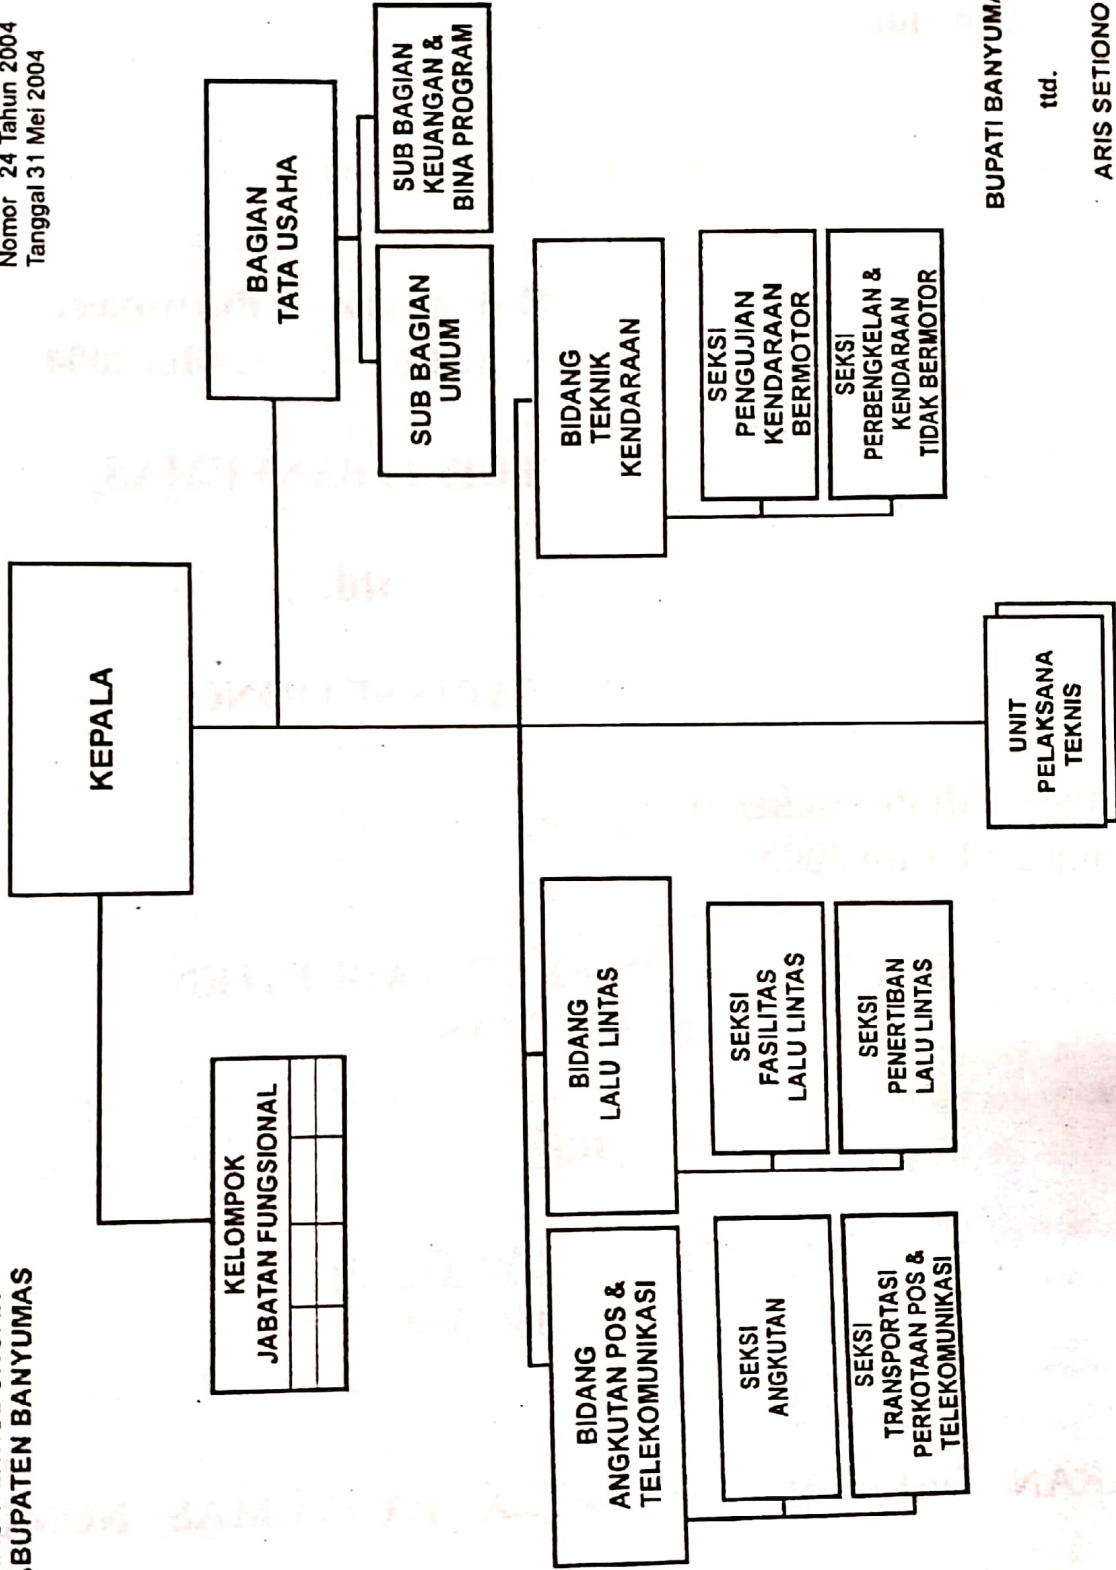 KABUPATEN BANYUMAS
Nomor 24 Tahun 2004
Tanggal 31 Mei 2004
KEPALA
KELOMPOK
JABATAN FUNGSIONAL
BAGIAN
TATA USAHA
SUB BAGIAN
UMUM
SUB BAGIAN
KEUANGAN &
BINA PROGRAM
BIDANG
ANGKUTAN POS &
TELEKOMUNIKASI
BIDANG
LALU LINTAS
BIDANG
TEKNIK
KENDARAAN
SEKSI
ANGKUTAN
SEKSI
TRANSPORTASI
PERKOTAAN POS &
TELEKOMUNIKASI
SEKSI
FASILITAS
LALU LINTAS
SEKSI
PENERTIBAN
LALU LINTAS
SEKSI
PENGUJIAN
KENDARAAN
BERMOTOR
SEKSI
PERBENGKELAN &
KENDARAAN
TIDAK BERMOTOR
UNIT
PELAKSANA
TEKNIS
BUPATI BANYUMA
ttd.
ARIS SETIONO